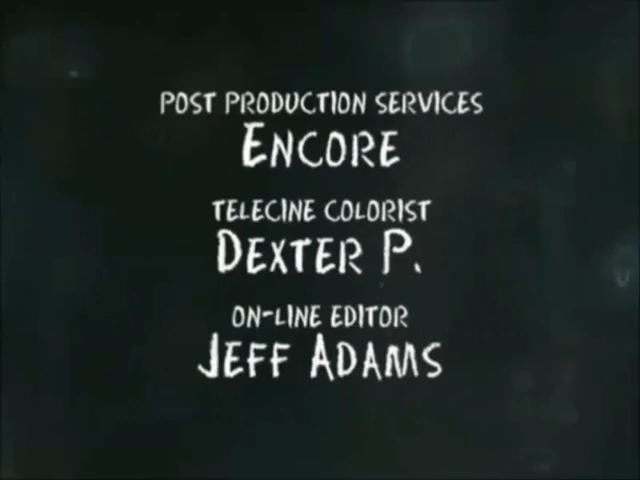 POST PRODUCTION SERVICES
ENCORE
TELECINE COLORIST
DEXTER P.
ON-LINE EDITOR
JEFF ADAMS